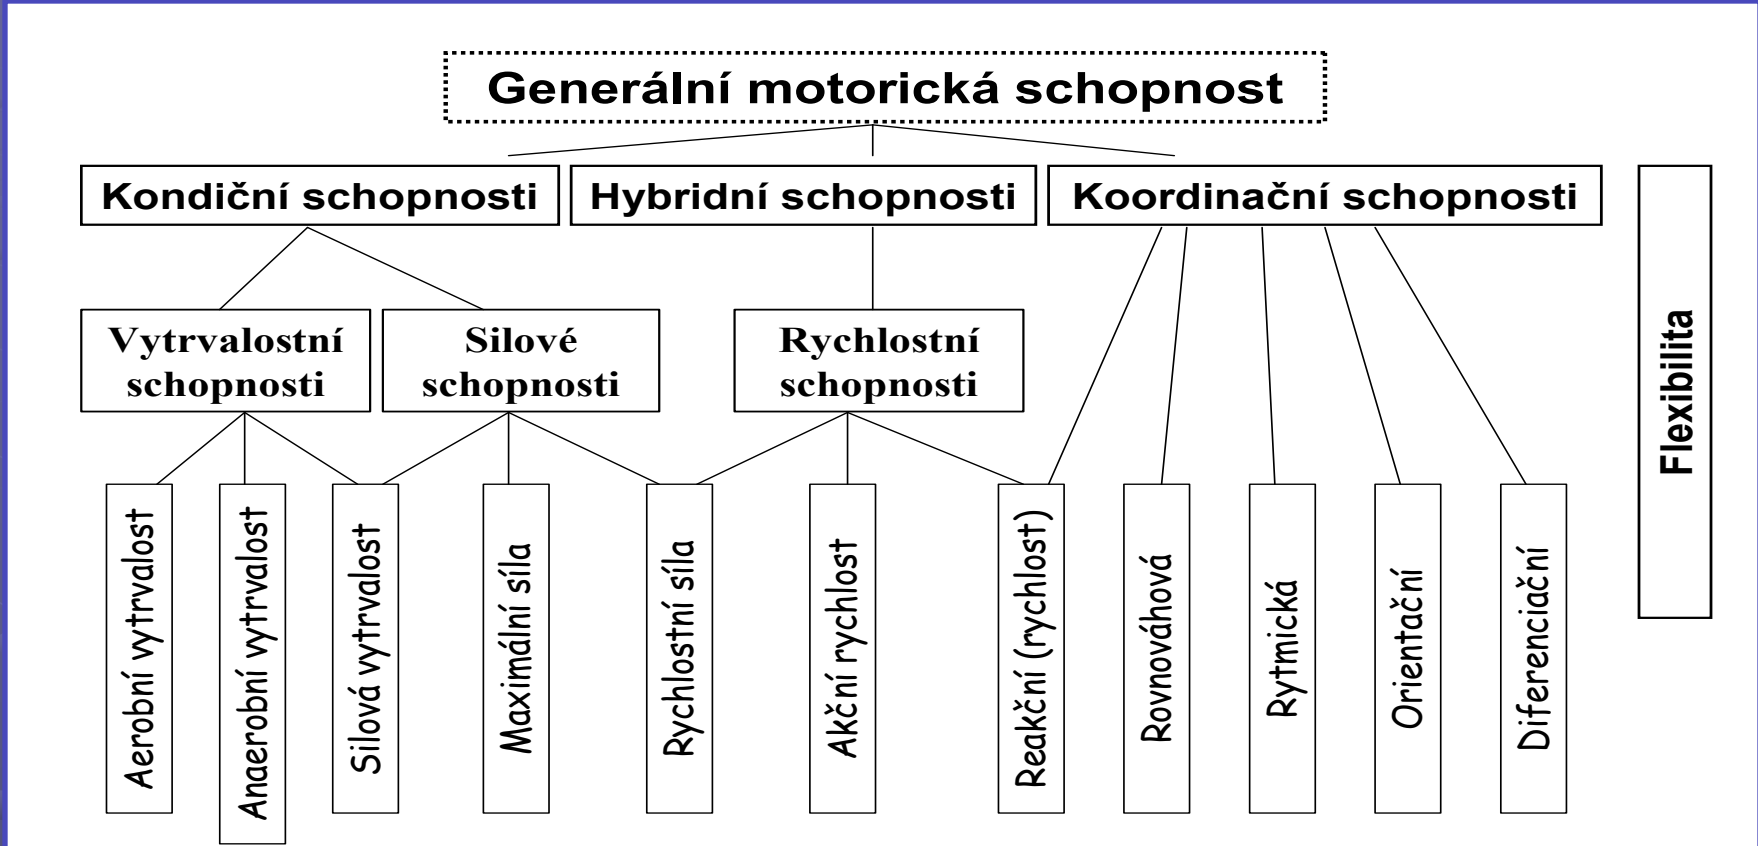 Generální motorická schopnost
Kondiční schopnosti
Hybridní schopnosti
Koordinační schopnosti
Flexibilita
Vytrvalostní
schopnosti
Silové
schopnosti
Rychlostní
schopnosti
Aerobní vytrvalost
Anaerobní vytrvalost
Silová vytrvalost
Maximální síla
Rychlostní síla
Akční rychlost
Reakční (rychlost)
Rovnováhová
Rytmická
Orientační
Diferenciační